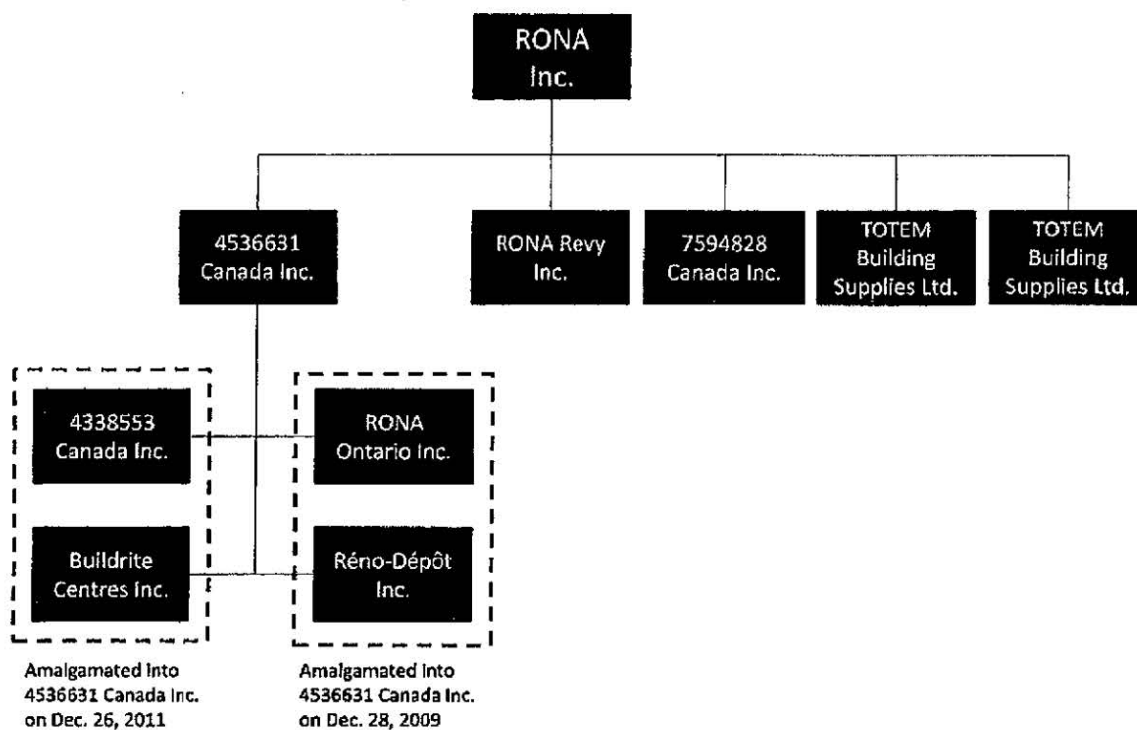 RONA
Inc.
4536631
Canada Inc.
RONA Revy
Inc.
7594828
Canada Inc.
TOTEM
Building
Supplies Ltd.
TOTEM
Building
Supplies Ltd.
4338553
Canada Inc.
RONA
Ontario Inc.
Buildrite
Centres Inc.
Réno-Dépôt
Inc.
Amalgamated into
4536631 Canada Inc.
on Dec. 26, 2011
Amalgamated into
4536631 Canada Inc.
on Dec. 28, 2009